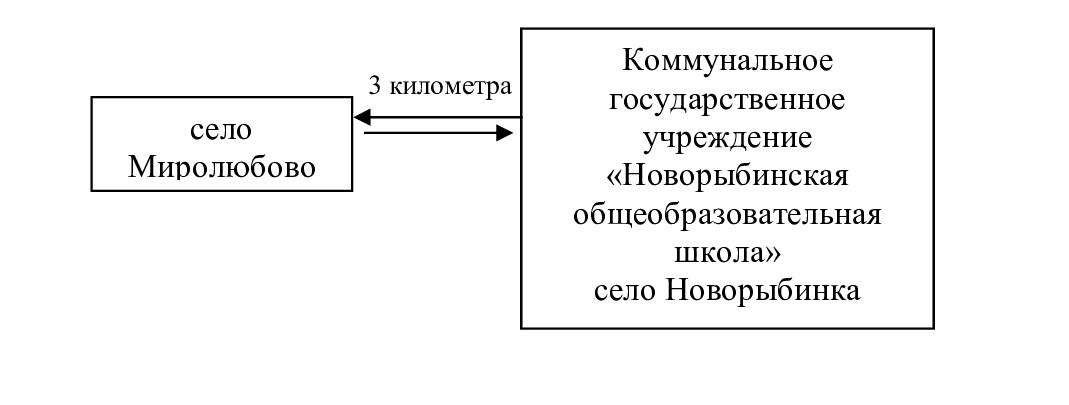 3 километра
село
Миролюбово
Коммунальное
государственное
учреждение
«Новорыбинская
общеобразовательная
школа»
село Новорыбинка